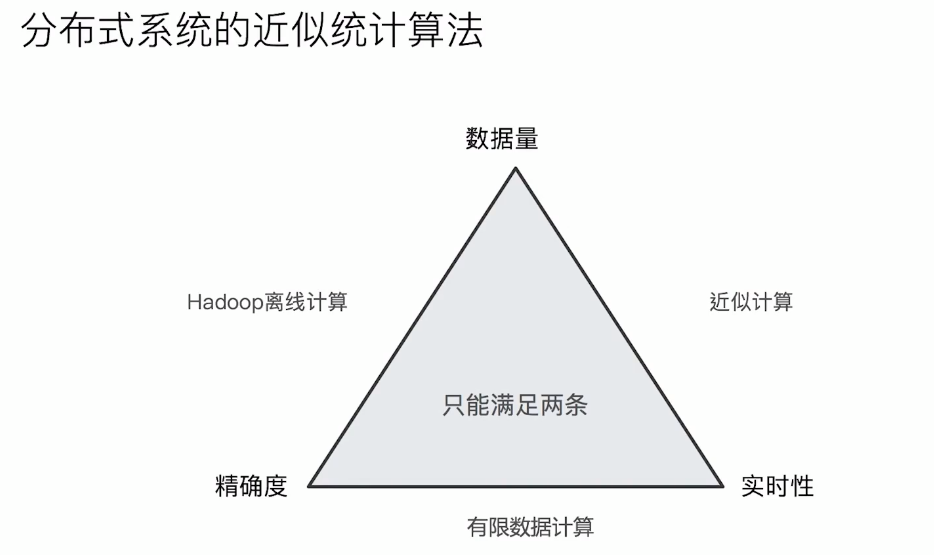 分布式系统的近似统计算法
数据量
Hadoop离线计算
近似计算
只能满足两条
精确度
实时性
有限数据计算